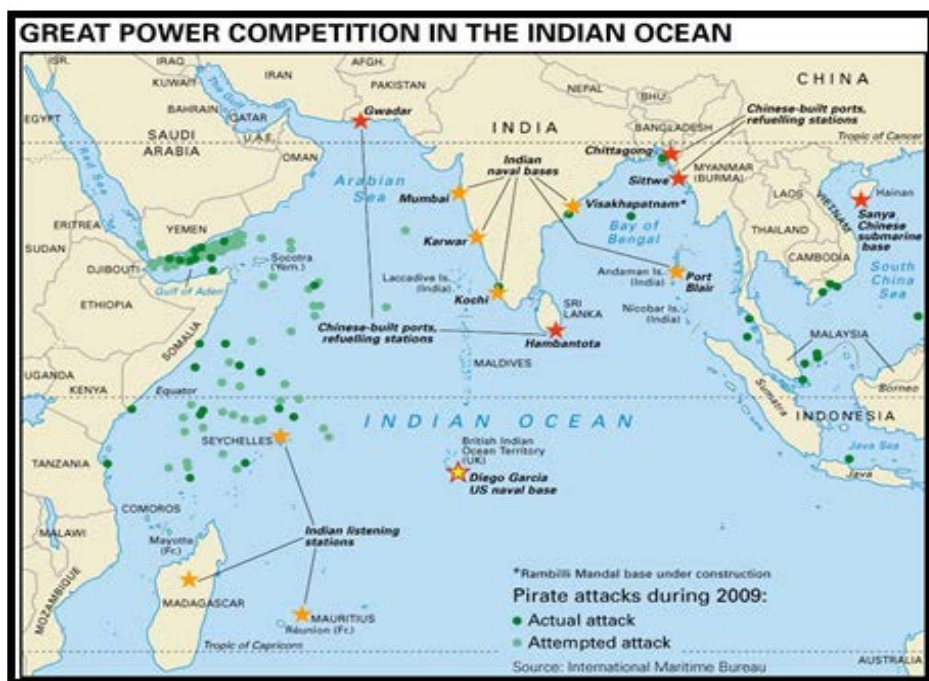 GREAT POWER COMPETITION IN THE INDIAN OCEAN
ISR.
IRAQ
IRAN
AFGH.
PAKISTAN
NEPAL
BHU.
CHINA
KUWAIT
The Gulf
BAHRAIN
QATAR
U.A.E.
EGYPT
SAUDI
ARABIA
Red Sea
OMAN
Gwadar
INDIA
BANGLADESH
Chinese-built ports,
refuelling stations
Tropic of Cancer
Chittagong
Sittwe
MYANMAR
(BURMA)
LAOS
VIETNAM
Hainan
Sanya
Chinese
submarine
base
Arabian
Sea
Indian
naval bases
Mumbai
Visakhapatnam*
Bay of
Bengal
THAILAND
CAMBODIA
South
China
Sea
ERITREA
YEMEN
SUDAN
DJIBOUTI
Gulf of Aden
Socotra
(Yem.)
Karwar
Laccadive Is.
(India)
Kochi
Andaman Is.
(India)
Port
Blair
Nicobar Is.
(India)
ETHIOPIA
SOMALIA
Chinese-built ports,
refuelling stations
SRI
LANKA
Hambantota
MALDIVES
MALAYSIA
UGANDA
KENYA
Equator
Sumatra
Borneo
INDONESIA
INDIAN OCEAN
SEYCHELLES
British Indian
Ocean Territory
(UK)
Diego Garcia
US naval base
Java Sea
Java
TANZANIA
COMOROS
Mayotte
(Fr.)
MALAWI
MOZAMBIQUE
Indian listening
stations
MADAGASCAR
MAURITIUS
Réunion (Fr.)
Tropic of Capricorn
*Rambilli Mandal base under construction
Pirate attacks during 2009:
Actual attack
Attempted attack
Source: International Maritime Bureau
AUSTRALIA